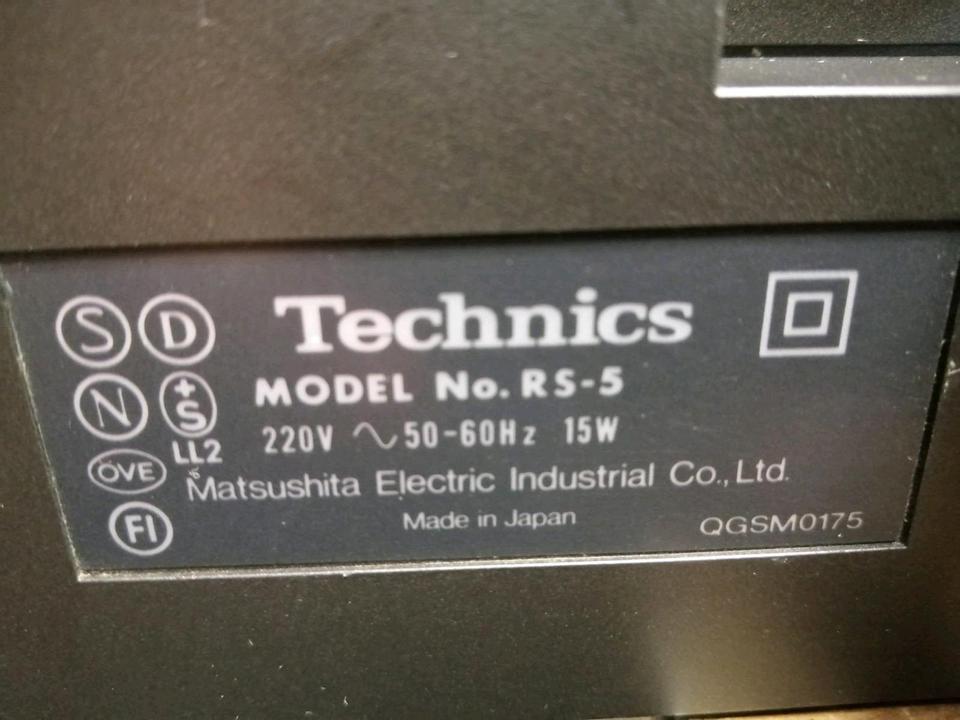 S D
Technics
N +S
MODEL No. RS-5
LL2
220V ~ 50-60Hz 15W
ÖVE
Matsushita Electric Industrial Co., Ltd.
FI
Made in Japan
QGSM0175